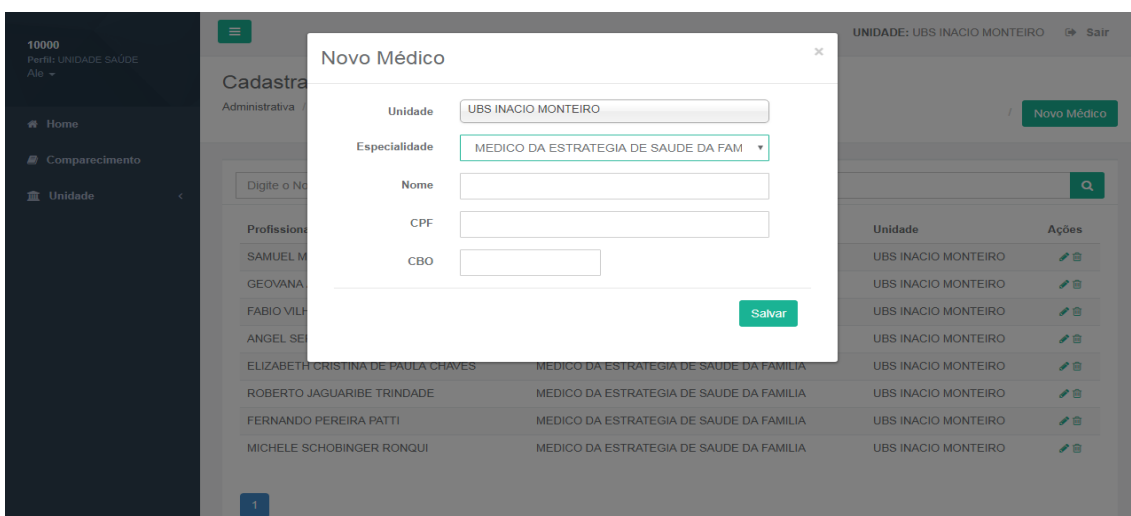 10000
Perfil: UNIDADE SAÚDE
Ale
Home
Comparecimento
Unidade
UNIDADE: UBS INACIO MONTEIRO Sair
Cadastra
Administrativa /
/ Novo Médico
Novo Médico ×
Unidade UBS INACIO MONTEIRO
Especialidade MEDICO DA ESTRATEGIA DE SAUDE DA FAM
Nome
CPF
CBO
Salvar
Digite o No
Profissiona Unidade Ações
SAMUEL M UBS INACIO MONTEIRO
GEOVANA UBS INACIO MONTEIRO
FABIO VILH UBS INACIO MONTEIRO
ANGEL SE UBS INACIO MONTEIRO
ELIZABETH CRISTINA DE PAULA CHAVES MEDICO DA ESTRATEGIA DE SAUDE DA FAMILIA UBS INACIO MONTEIRO
ROBERTO JAGUARIBE TRINDADE MEDICO DA ESTRATEGIA DE SAUDE DA FAMILIA UBS INACIO MONTEIRO
FERNANDO PEREIRA PATTI MEDICO DA ESTRATEGIA DE SAUDE DA FAMILIA UBS INACIO MONTEIRO
MICHELE SCHOBINGER RONQUI MEDICO DA ESTRATEGIA DE SAUDE DA FAMILIA UBS INACIO MONTEIRO
1